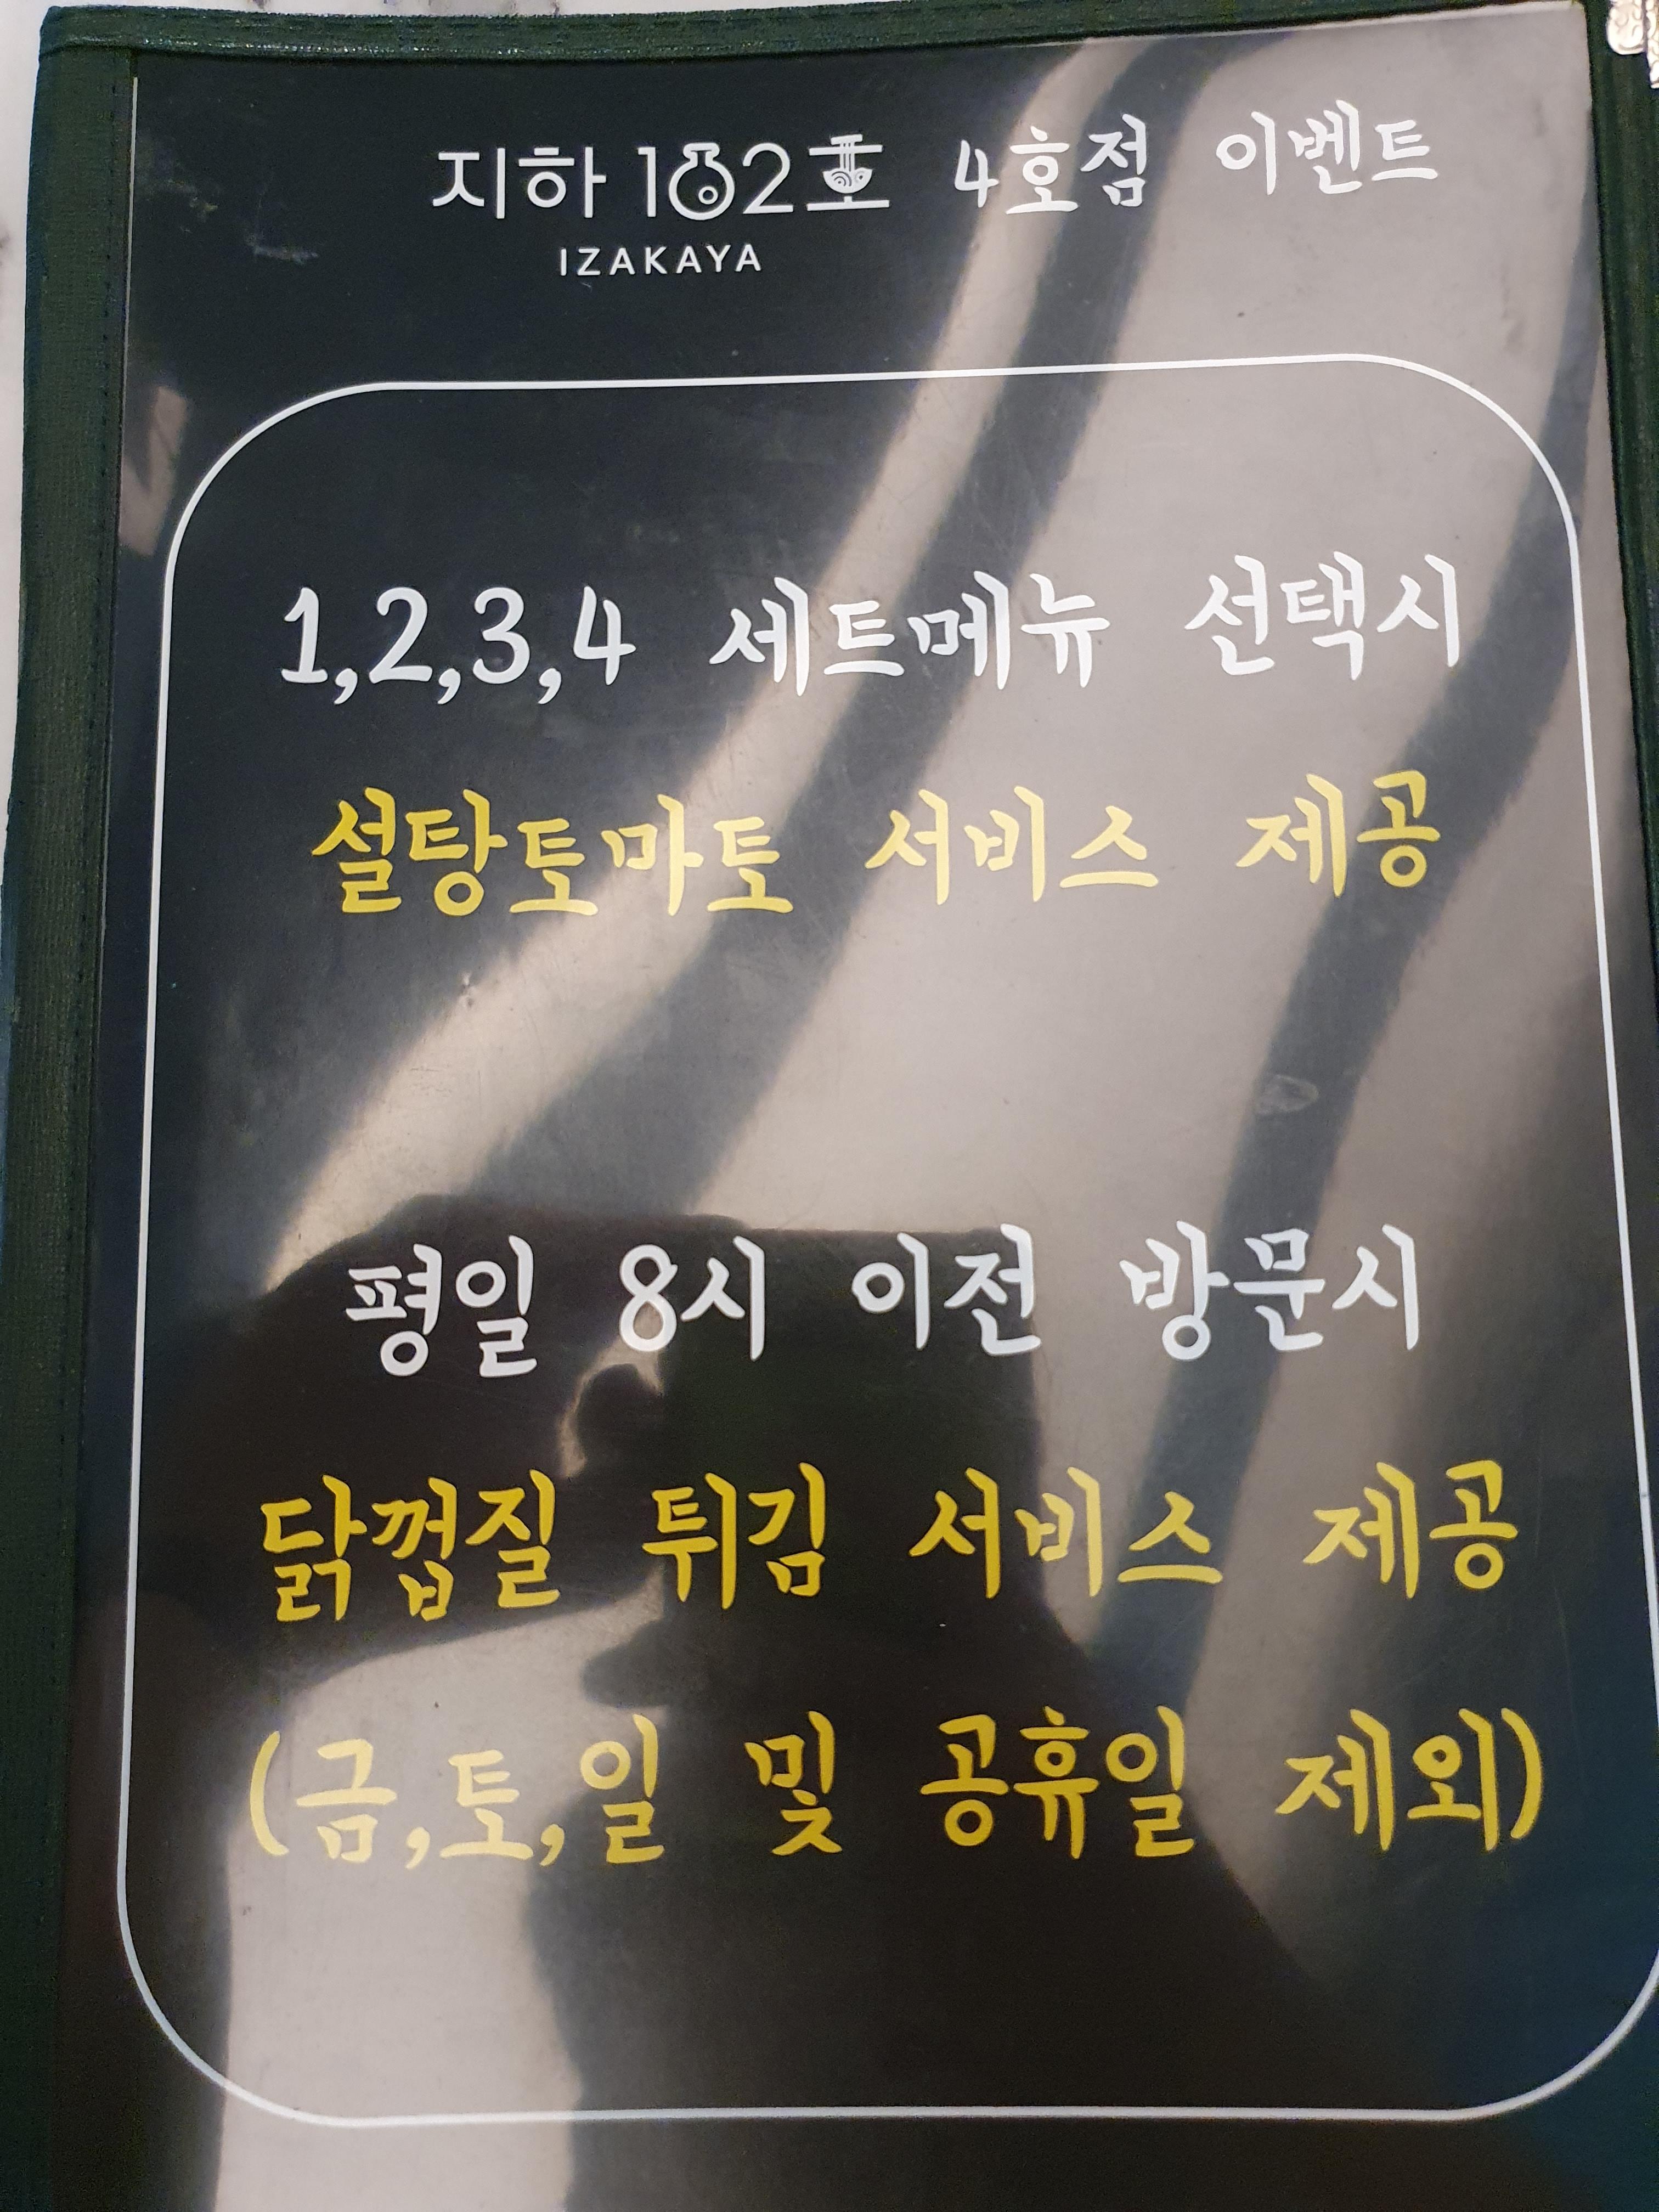 지하 102호 4호점 이벤트
IZAKAYA
1,2,3,4 세트메뉴 선택시
설탕토마토 서비스 제공
평일 8시 이전 방문시
닭껍질 튀김 서비스 제공
(금,토,일 및 공휴일 제외)